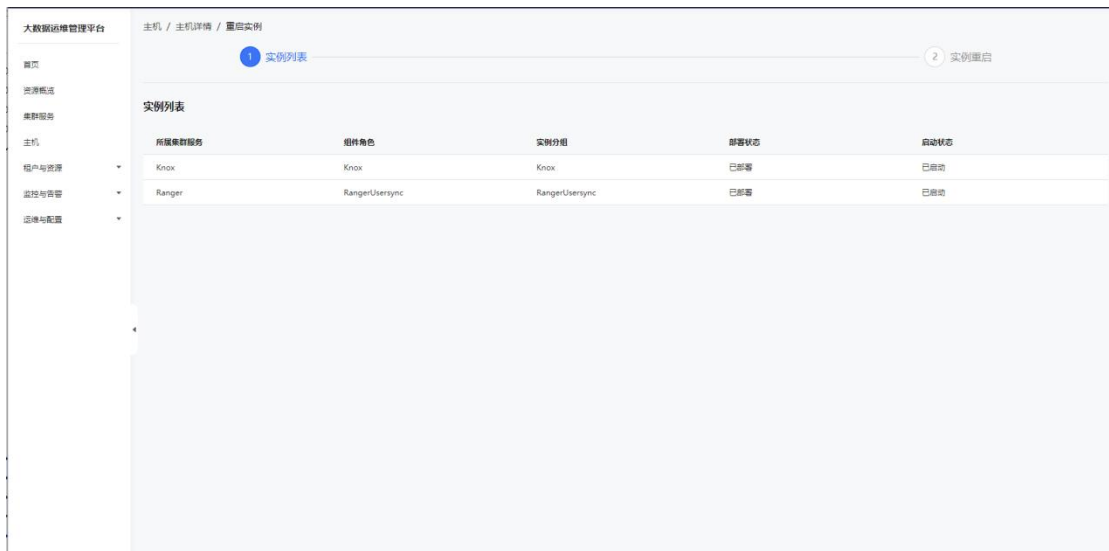 大数据运维管理平台
首页
资源概览
集群服务
主机
租户与资源
监控与告警
运维与配置
主机 / 主机详情 / 重启实例
1 实例列表
2 实例重启
实例列表
所属集群服务 组件角色 实例分组 部署状态 启动状态
Knox Knox Knox 已部署 已启动
Ranger RangerUsersync RangerUsersync 已部署 已启动